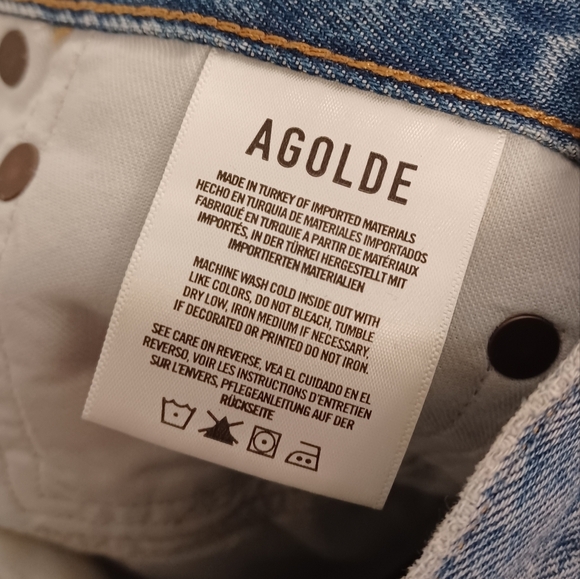 AGOLDE
MADE IN TURKEY OF IMPORTED MATERIALS
HECHO EN TURQUIA DE MATERIALES IMPORTADOS
FABRIQUÉ EN TURQUIE A PARTIR DE MATÉRIAUX
IMPORTÉS, IN DER TÜRKEI HERGESTELLT MIT
IMPORTIERTEN MATERIALIEN
MACHINE WASH COLD INSIDE OUT WITH
LIKE COLORS, DO NOT BLEACH, TUMBLE
DRY LOW, IRON MEDIUM IF NECESSARY,
IF DECORATED OR PRINTED DO NOT IRON.
SEE CARE ON REVERSE, VEA EL CUIDADO EN EL
REVERSO, VOIR LES INSTRUCTIONS D'ENTRETIEN
SUR L'ENVERS, PFLEGEANLEITUNG AUF DER
RÜCKSEITE